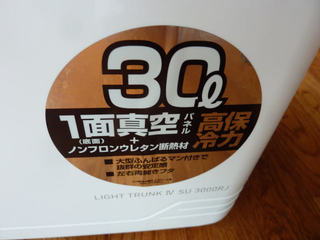 30ℓ
1面真空パネル
(底面)
+
ノンフロンウレタン断熱材
高保冷力
■大型ふんばるマン付きで
抜群の安定感
■左右両開きフタ
LIGHT TRUNK Ⅳ SU 3000RJ